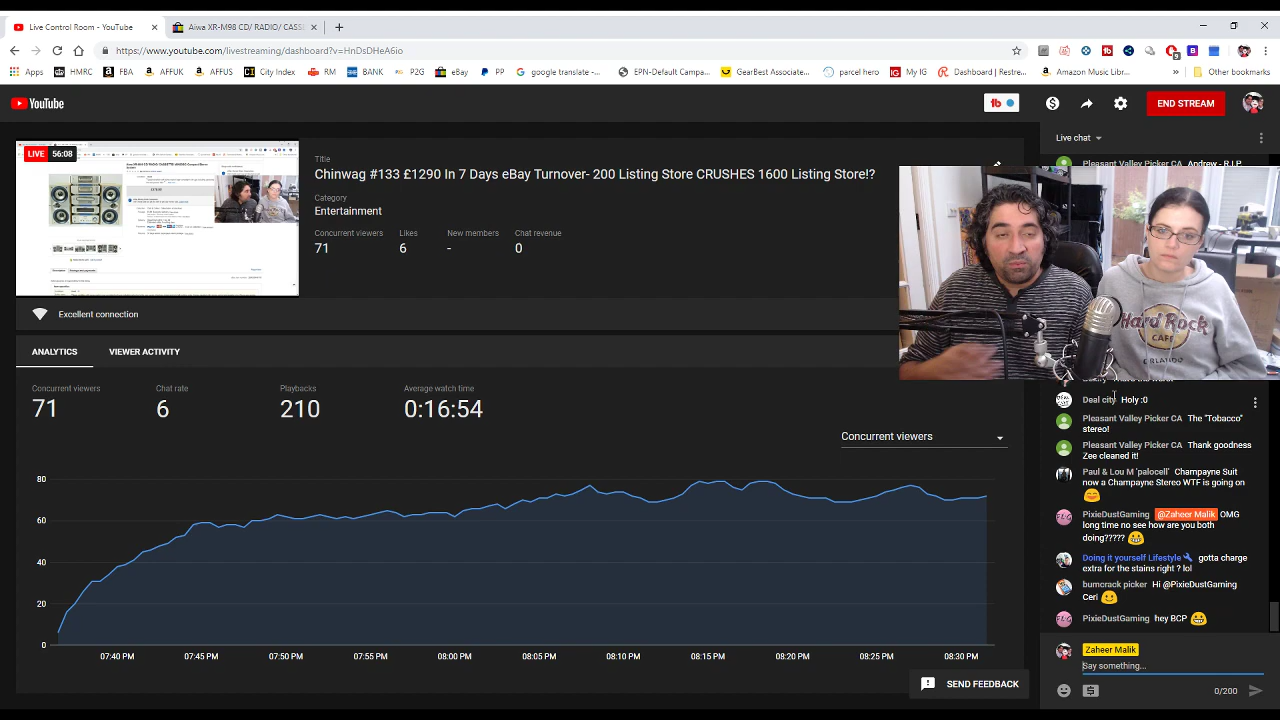 Live Control Room - YouTube
Aiwa XR-M98 CD/ RADIO/ CASS
https://www.youtube.com/livestreaming/dashboard?v=HnDsDHeA6io
Apps HMRC FBA AFFUK AFFUS City Index RM BANK P2G eBay PP google translate - EPN-Default Campa... GearBest Associate... parcel hero My IG Dashboard | Restre... Amazon Music Libr... » Other bookmarks
YouTube
END STREAM
LIVE 56:08
Title
Chinwag #133 £1290 In 7 Days eBay Turnover- 200 Listing Store CRUSHES 1600 Listing Store??
Category
Entertainment
Concurrent viewers Likes New members Chat revenue
71 6 - 0
Excellent connection
ANALYTICS VIEWER ACTIVITY
Concurrent viewers Chat rate Playbacks Average watch time
71 6 210 0:16:54
Concurrent viewers
80
60
40
20
0
07:40 PM 07:45 PM 07:50 PM 07:55 PM 08:00 PM 08:05 PM 08:10 PM 08:15 PM 08:20 PM 08:25 PM 08:30 PM
SEND FEEDBACK
Hard Rock
CAFE
ORLANDO
Live chat
Pleasant Valley Picker CA Andrew - R.I.P
Deal city Holy :0
Pleasant Valley Picker CA The "Tobacco"
stereo!
Pleasant Valley Picker CA Thank goodness
Zee cleaned it!
Paul & Lou M 'palocell' Champayne Suit
now a Champayne Stereo WTF is going on
PixieDustGaming @Zaheer Malik OMG
long time no see how are you both
doing?????
Doing it yourself Lifestyle gotta charge
extra for the stains right ? lol
bumcrack picker Hi @PixieDustGaming
Ceri
PixieDustGaming hey BCP
Zaheer Malik
Say something...
0/200